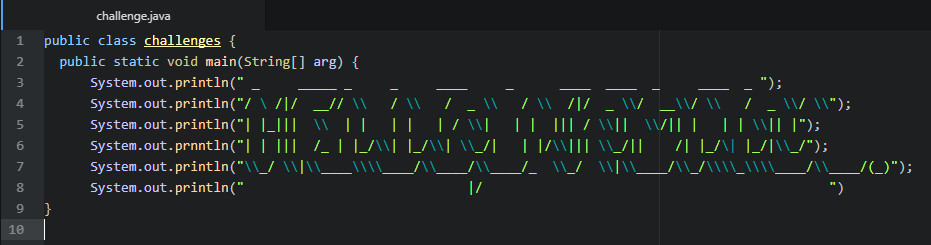 challenge.java
1 public class challenges {
2   public static void main(String[] arg) {
3       System.out.println(" _     _____ _     _     ____     _      ____  ____  _     ____  _ ");
4       System.out.println("/ \ /|/  __// \\   / \\   /  _ \\   / \\  /|/  _ \\/  __\\/ \\   /  _ \\/ \\");
5       System.out.println("| |_|||  \\  | |   | |   | / \\|   | |  ||| / \\||  \\/|| |   | | \\|| |");
6       System.out.prnntln("| | |||  /_ | |_/\\| |_/\\| \\_/|   | |/\\||| \\_/||    /| |_/\| |_/|\\_/");
7       System.out.println("\\_/ \\|\\____\\\\____/\\____/\\____/_  \\_/  \\|\\____/\\_/\\\\_\\\\____/\\____/(_)");
8       System.out.println("                             |/                                            ")
9 }
10